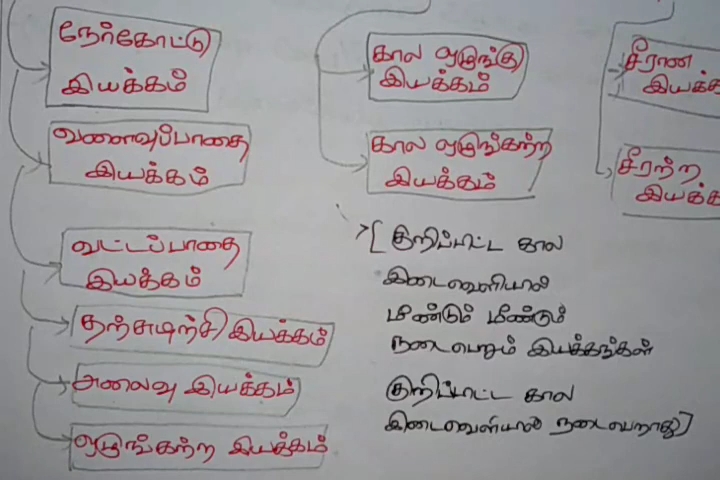 நேர்கோட்டு
இயக்கம்
வளைவுப்பாதை
இயக்கம்
வட்டப்பாதை
இயக்கம்
தற்சுழற்சி இயக்கம்
அலைவு இயக்கம்
ஒழுங்கற்ற இயக்கம்
கால ஒழுங்கு
இயக்கம்
கால ஒழுங்கற்ற
இயக்கம்
[குறிப்பிட்ட கால
இடைவெளியில்
மீண்டும் மீண்டும்
நடைபெறும் இயக்கங்கள்
குறிப்பிட்ட கால
இடைவெளியில் நடைபெறாது]
சீரான
இயக்க
சீரற்ற
இயக்க